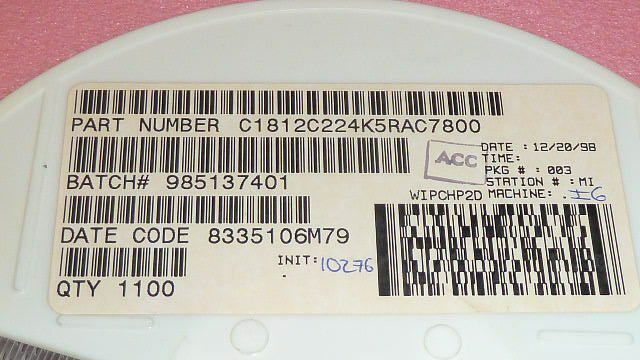 PART NUMBER C1812C224K5RAC7800
ACC
DATE : 12/20/98
TIME:
PKG # : 003
STATION # : MI
MACHINE: . I6
BATCH# 985137401
WIPCHP2D
DATE CODE 8335106M79
INIT: 10276
QTY 1100